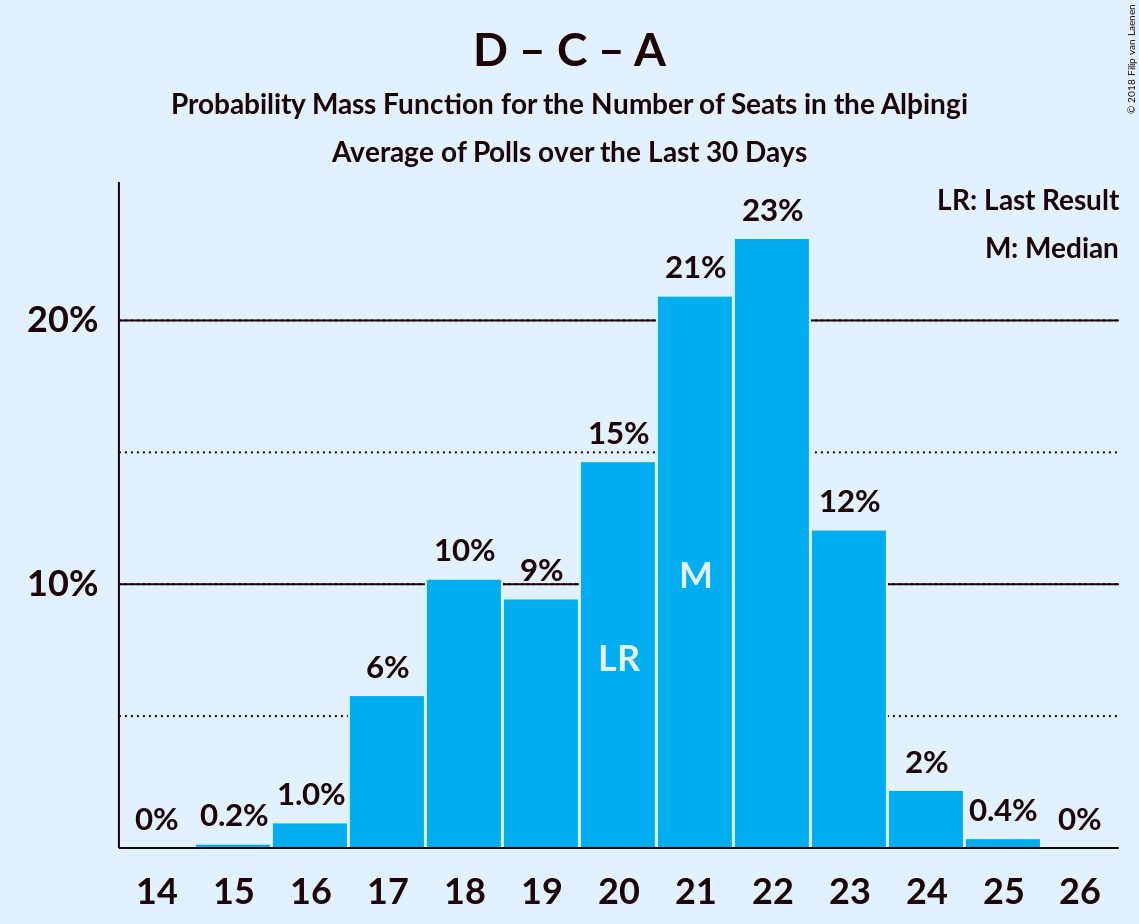 D – C – A
Probability Mass Function for the Number of Seats in the Alþingi
Average of Polls over the Last 30 Days
© 2018 Filip van Laenen
LR: Last Result
M: Median
20%
10%
0%
0.2%
1.0%
6%
10%
9%
15%
21%
23%
12%
2%
0.4%
0%
LR
M
14 15 16 17 18 19 20 21 22 23 24 25 26